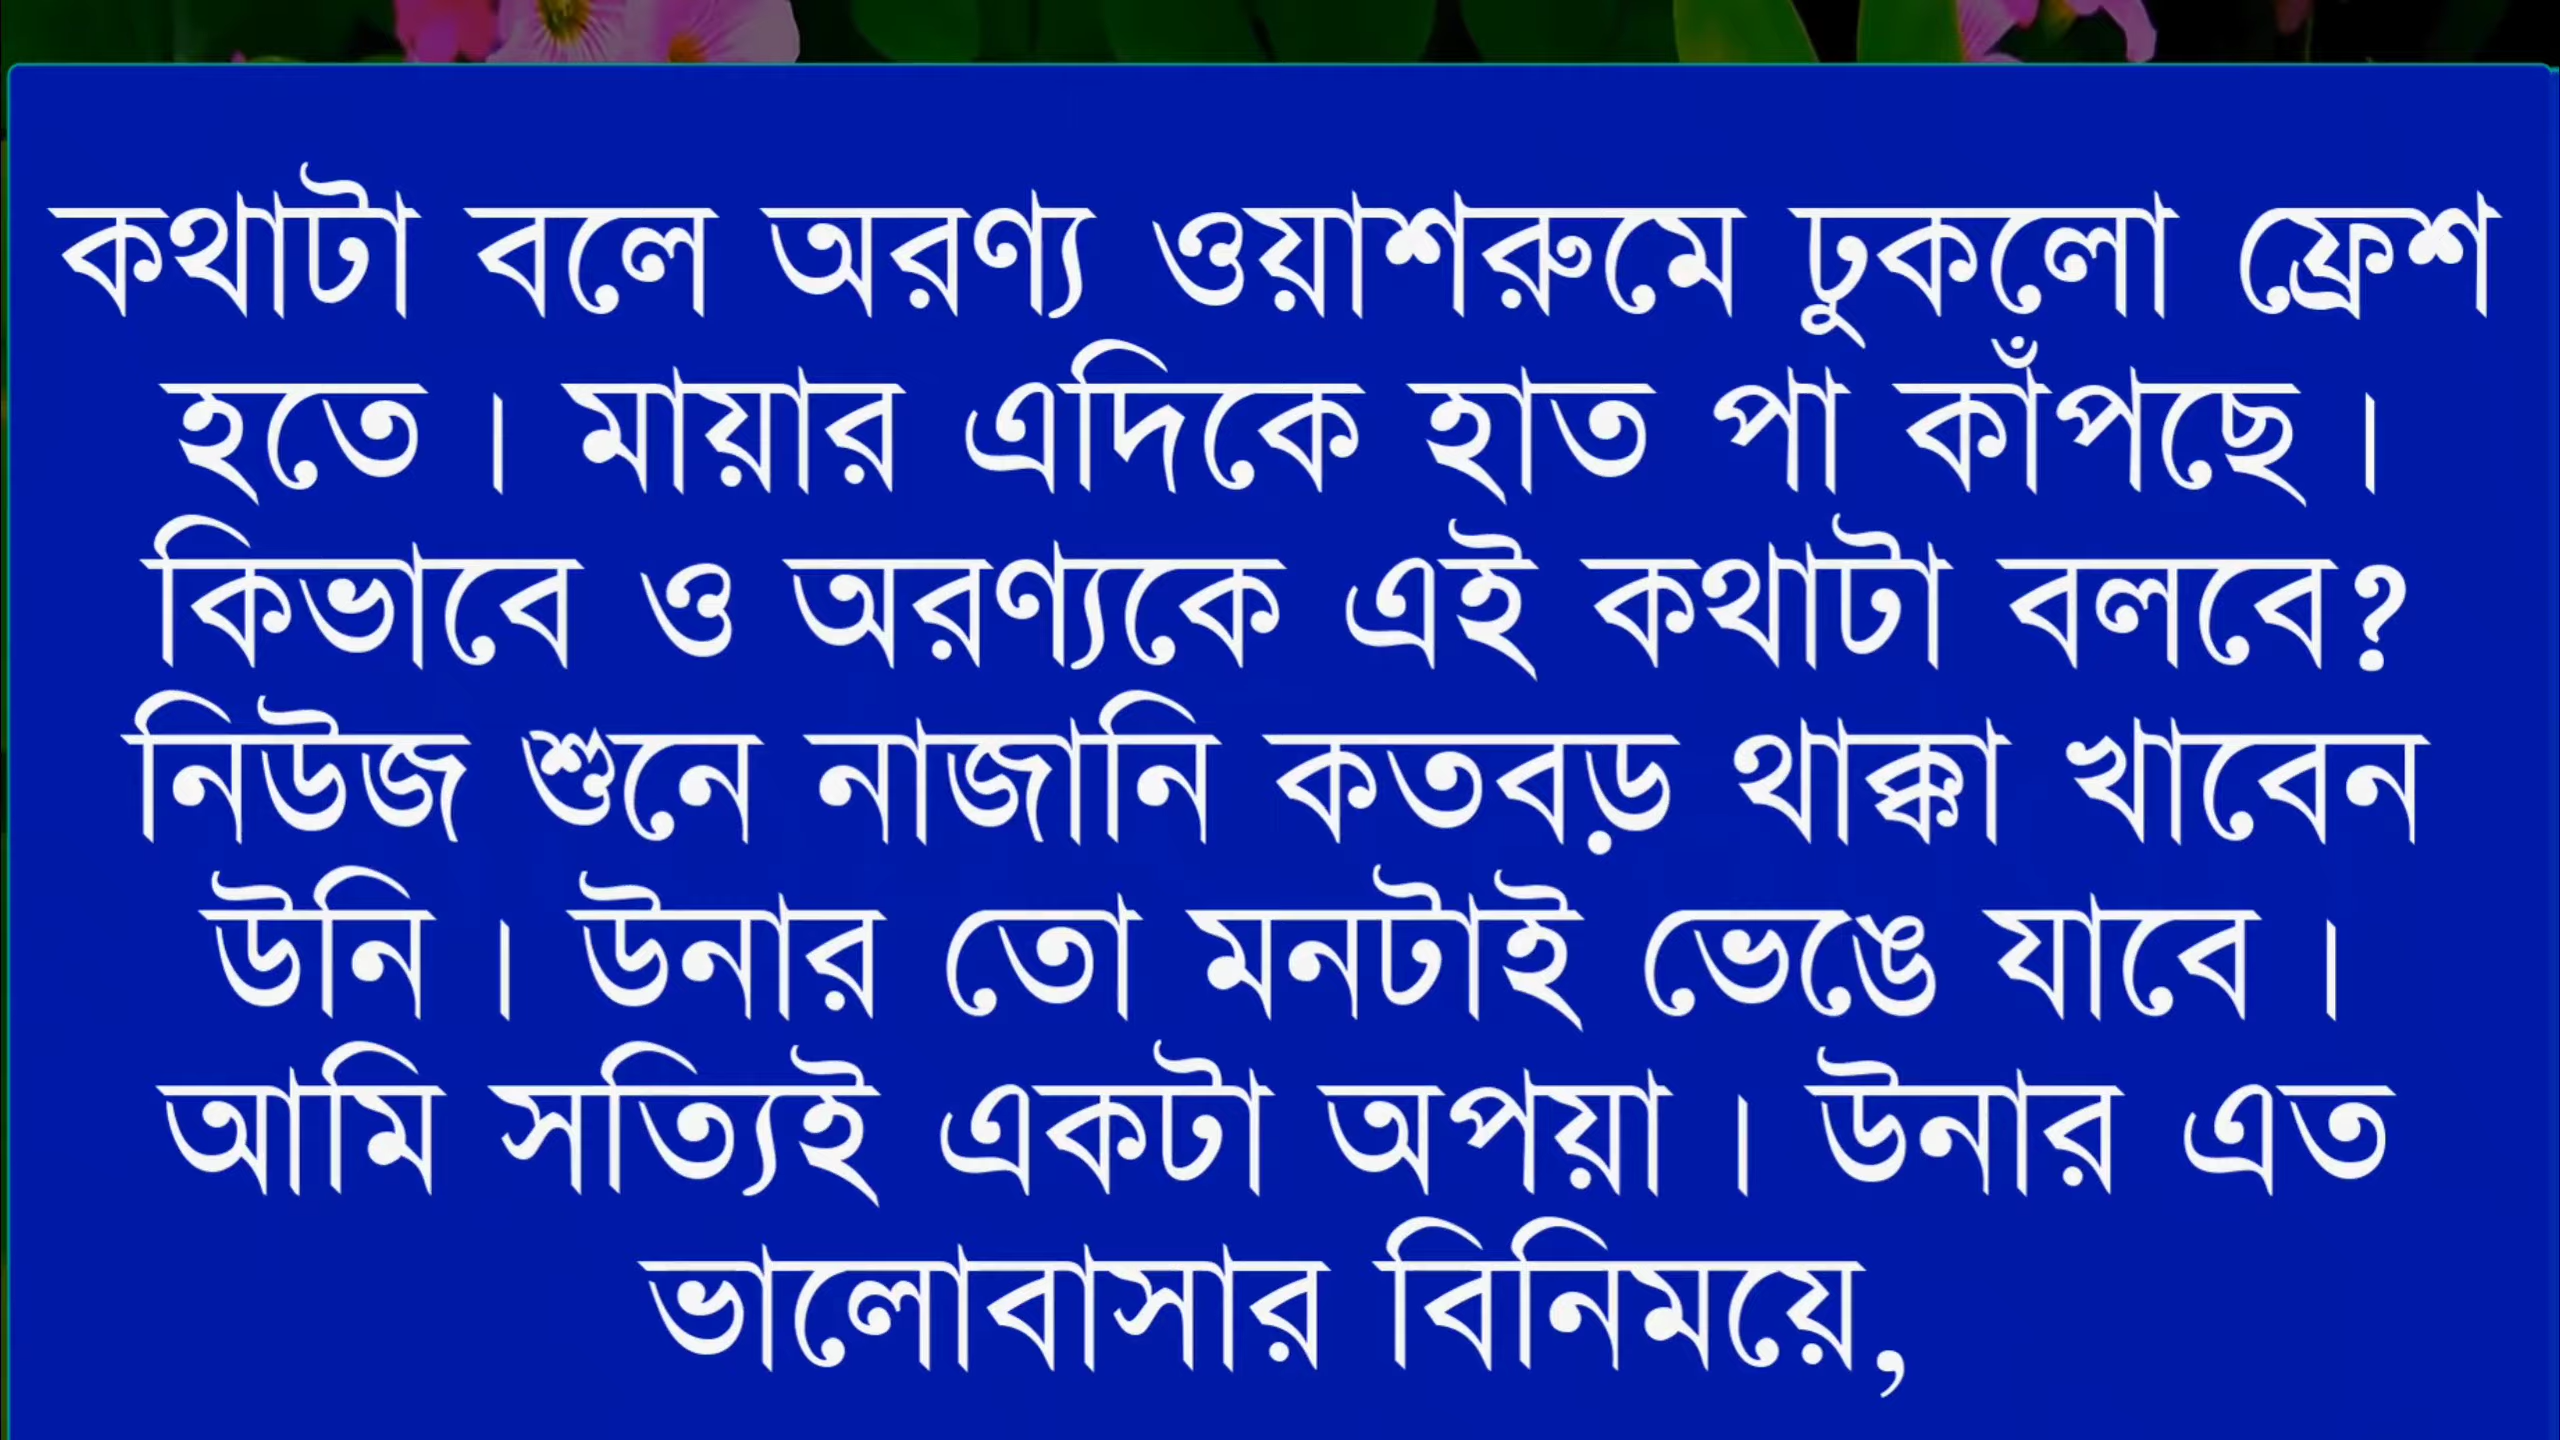 কথাটা বলে অরণ্য ওয়াশরুমে ঢুকলো ফ্রেশ
হতে। মায়ার এদিকে হাত পা কাঁপছে।
কিভাবে ও অরণ্যকে এই কথাটা বলবে?
নিউজ শুনে নাজানি কতবড় থাক্কা খাবেন
উনি। উনার তো মনটাই ভেঙে যাবে।
আমি সত্যিই একটা অপয়া। উনার এত
ভালোবাসার বিনিময়ে,